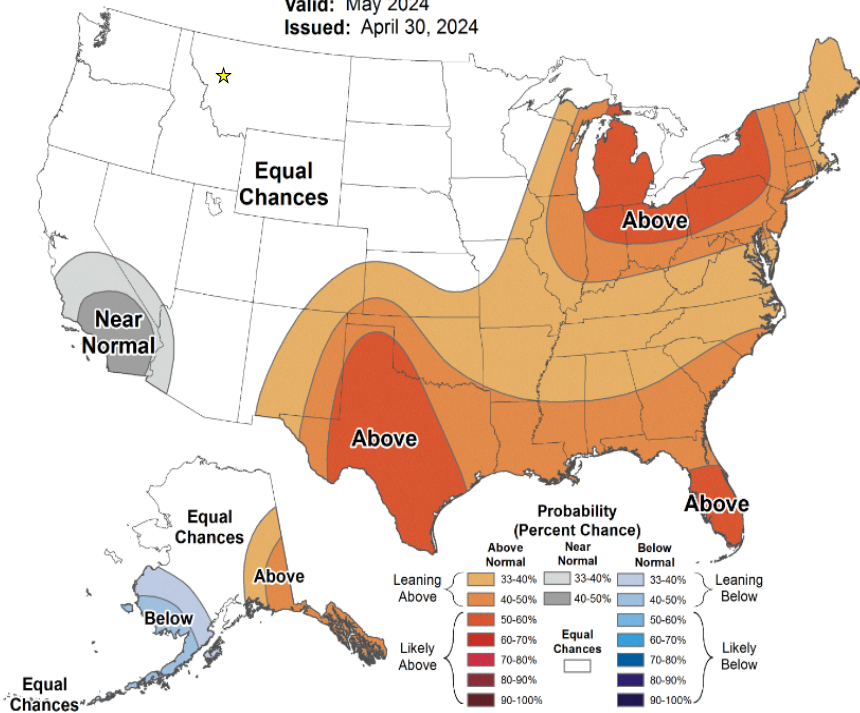 Valid: May 2024
Issued: April 30, 2024
Equal
Chances
Above
Near
Normal
Above
Above
Equal
Chances
Above
Below
Equal
Chances
Probability
(Percent Chance)
Above
Normal
Near
Normal
Below
Normal
Leaning
Above
33-40%
33-40%
33-40%
Leaning
Below
40-50%
40-50%
40-50%
Likely
Above
50-60%
60-70%
70-80%
80-90%
90-100%
Equal
Chances
50-60%
60-70%
70-80%
80-90%
90-100%
Likely
Below